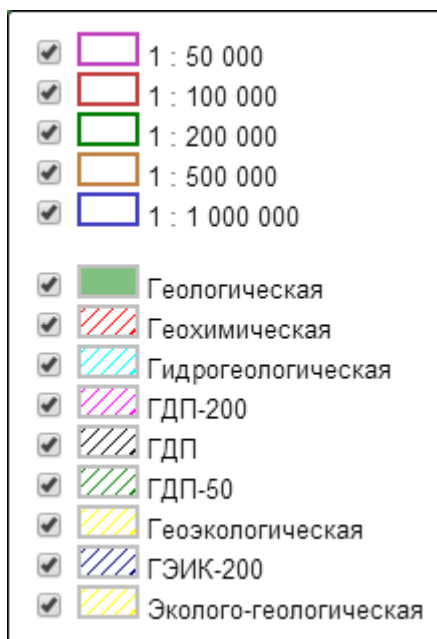 1 : 50 000
1 : 100 000
1 : 200 000
1 : 500 000
1 : 1 000 000
Геологическая
Геохимическая
Гидрогеологическая
ГДП-200
ГДП
ГДП-50
Геоэкологическая
ГЭИК-200
Эколого-геологическая